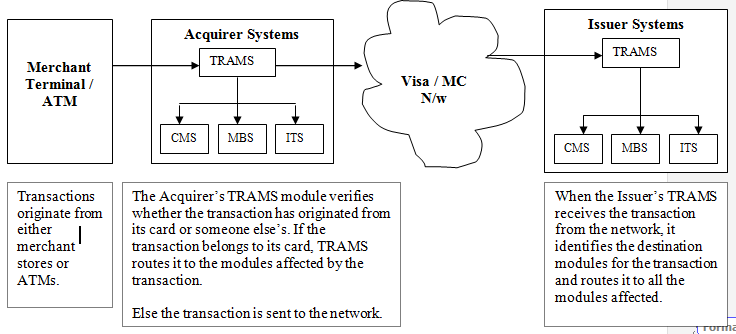 Merchant
Terminal /
ATM
Acquirer Systems
TRAMS
CMS
MBS
ITS
Visa / MC
N/w
Issuer Systems
TRAMS
CMS
MBS
ITS
Transactions
originate from
either
merchant
stores or
ATMs.
The Acquirer's TRAMS module verifies
whether the transaction has originated from
its card or someone else's. If the
transaction belongs to its card, TRAMS
routes it to the modules affected by the
transaction.
Else the transaction is sent to the network.
When the Issuer's TRAMS
receives the transaction
from the network, it
identifies the destination
modules for the transaction
and routes it to all the
modules affected.